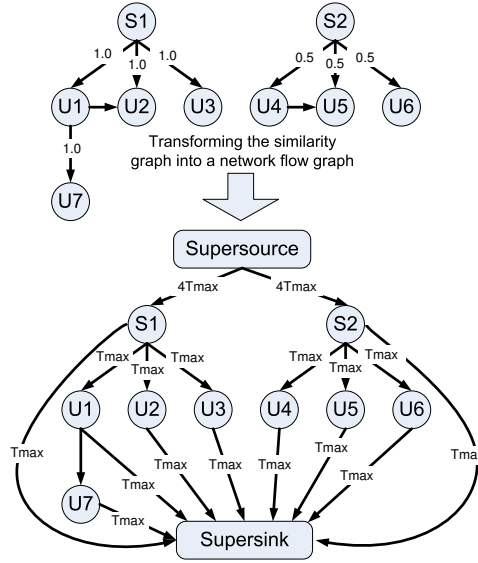 S1
S2
1.0
1.0
1.0
0.5
0.5
0.5
U1
U2
U3
U4
U5
U6
1.0
Transforming the similarity
graph into a network flow graph
U7
Supersource
4Tmax
4Tmax
S1
S2
Tmax
Tmax
Tmax
Tmax
Tmax
Tmax
U1
U2
U3
U4
U5
U6
Tmax
Tmax
Tmax
Tmax
Tmax
Tmax
Tmax
Tma
U7
Tmax
Supersink